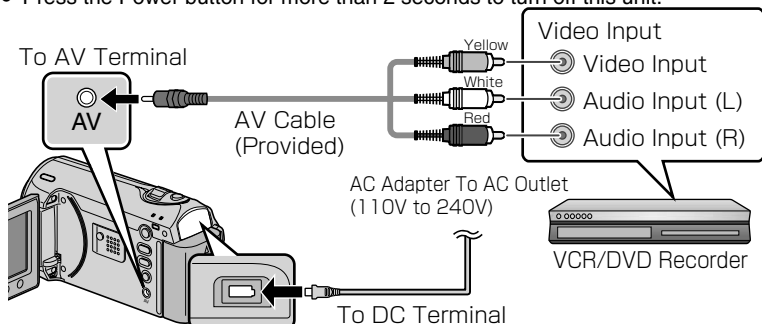 • Press the Power button for more than 2 seconds to turn off this unit.
To AV Terminal
AV
AV Cable
(Provided)
Yellow
White
Red
Video Input
Video Input
Audio Input (L)
Audio Input (R)
AC Adapter To AC Outlet
(110V to 240V)
VCR/DVD Recorder
To DC Terminal
AV